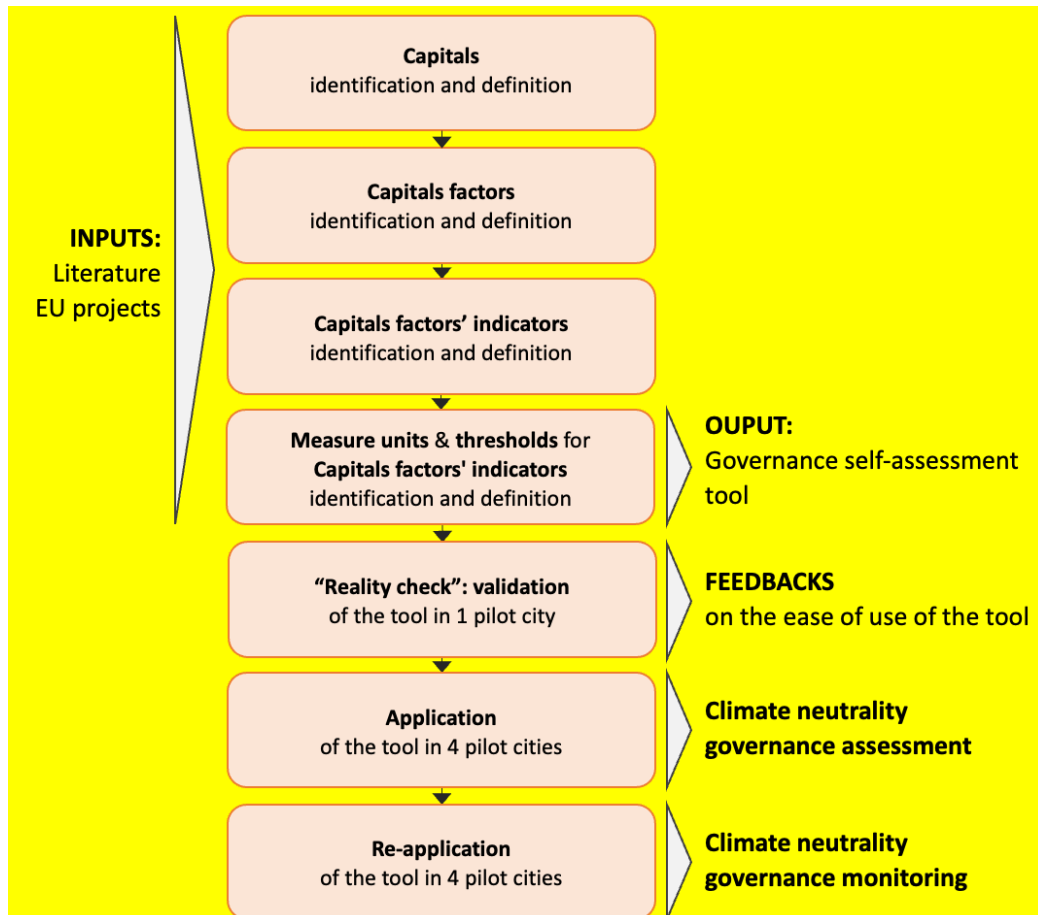 Capitals
identification and definition
Capitals factors
identification and definition
INPUTS:
Literature
EU projects
Capitals factors’ indicators
identification and definition
Measure units & thresholds for
Capitals factors' indicators
identification and definition
OUPUT:
Governance self-assessment
tool
“Reality check”: validation
of the tool in 1 pilot city
FEEDBACKS
on the ease of use of the tool
Application
of the tool in 4 pilot cities
Climate neutrality
governance assessment
Re-application
of the tool in 4 pilot cities
Climate neutrality
governance monitoring